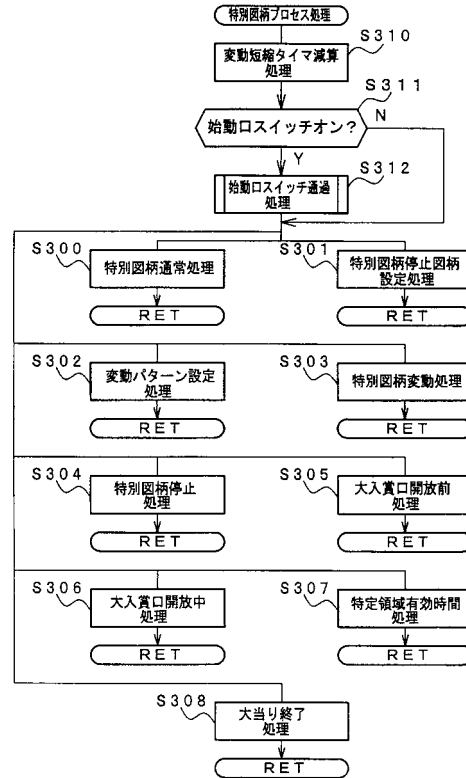 特別図柄プロセス処理
S310
変動短縮タイマ減算
処理
S311
始動口スイッチオン?
N
Y
S312
始動口スイッチ通過
処理
S300
特別図柄通常処理
RET
S301
特別図柄停止図柄
設定処理
RET
S302
変動パターン設定
処理
RET
S303
特別図柄変動処理
RET
S304
特別図柄停止
処理
RET
S305
大入賞口開放前
処理
RET
S306
大入賞口開放中
処理
RET
S307
特定領域有効時間
処理
RET
S308
大当り終了
処理
RET